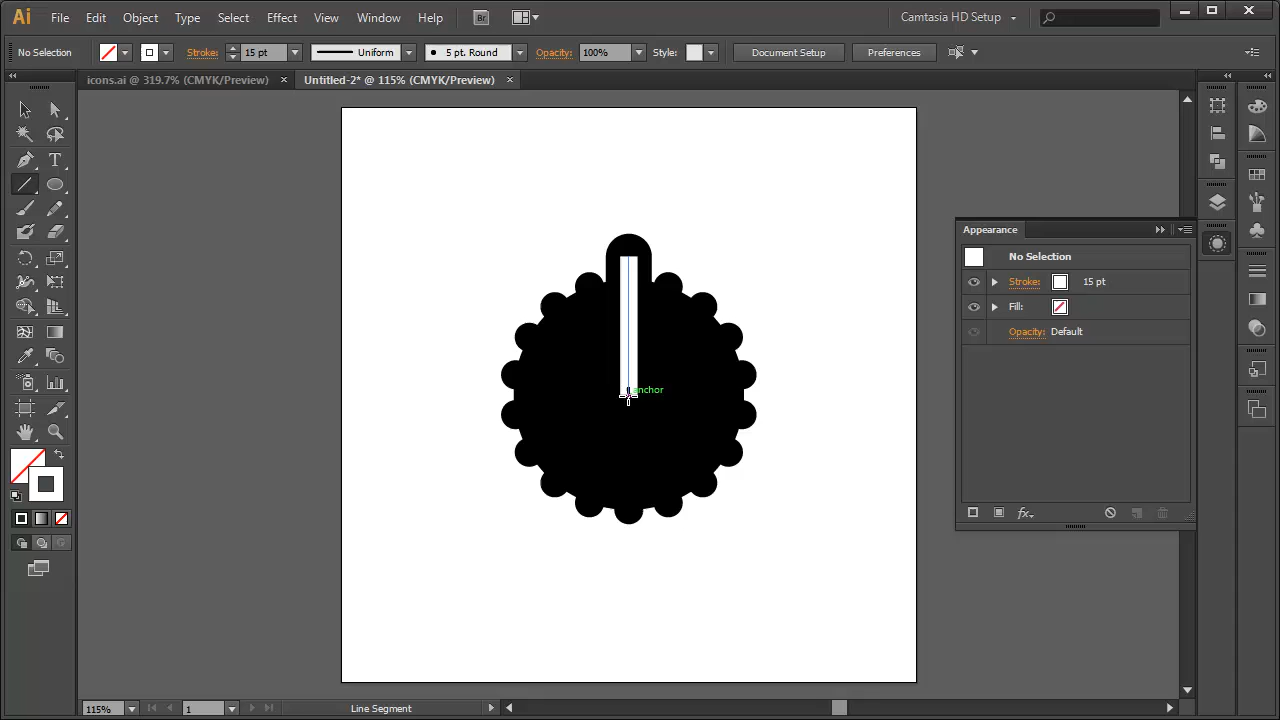 Ai File Edit Object Type Select Effect View Window Help Br Camtasia HD Setup
No Selection Stroke: 15 pt Uniform 5 pt. Round Opacity: 100% Style: Document Setup Preferences
icons.ai @ 319.7% (CMYK/Preview) Untitled-2* @ 115% (CMYK/Preview)
T
Appearance
No Selection
Stroke: 15 pt
Fill:
Opacity: Default
anchor
fx
115% 1 Line Segment